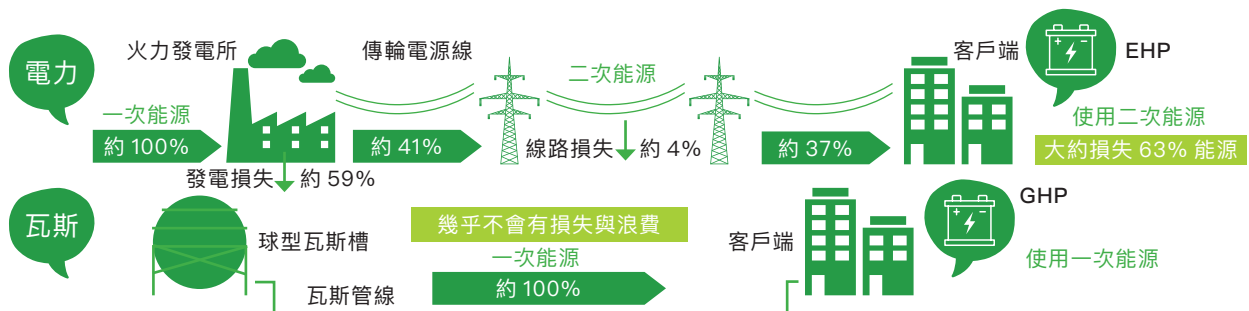 電力
火力發電所
傳輪電源線
二次能源
客戶端
EHP
一次能源
約 100%
約 41%
線路損失
約 4%
約 37%
使用二次能源
大約損失 63% 能源
發電損失
約 59%
瓦斯
球型瓦斯槽
幾乎不會有損失與浪費
客戶端
GHP
一次能源
使用一次能源
瓦斯管線
約 100%